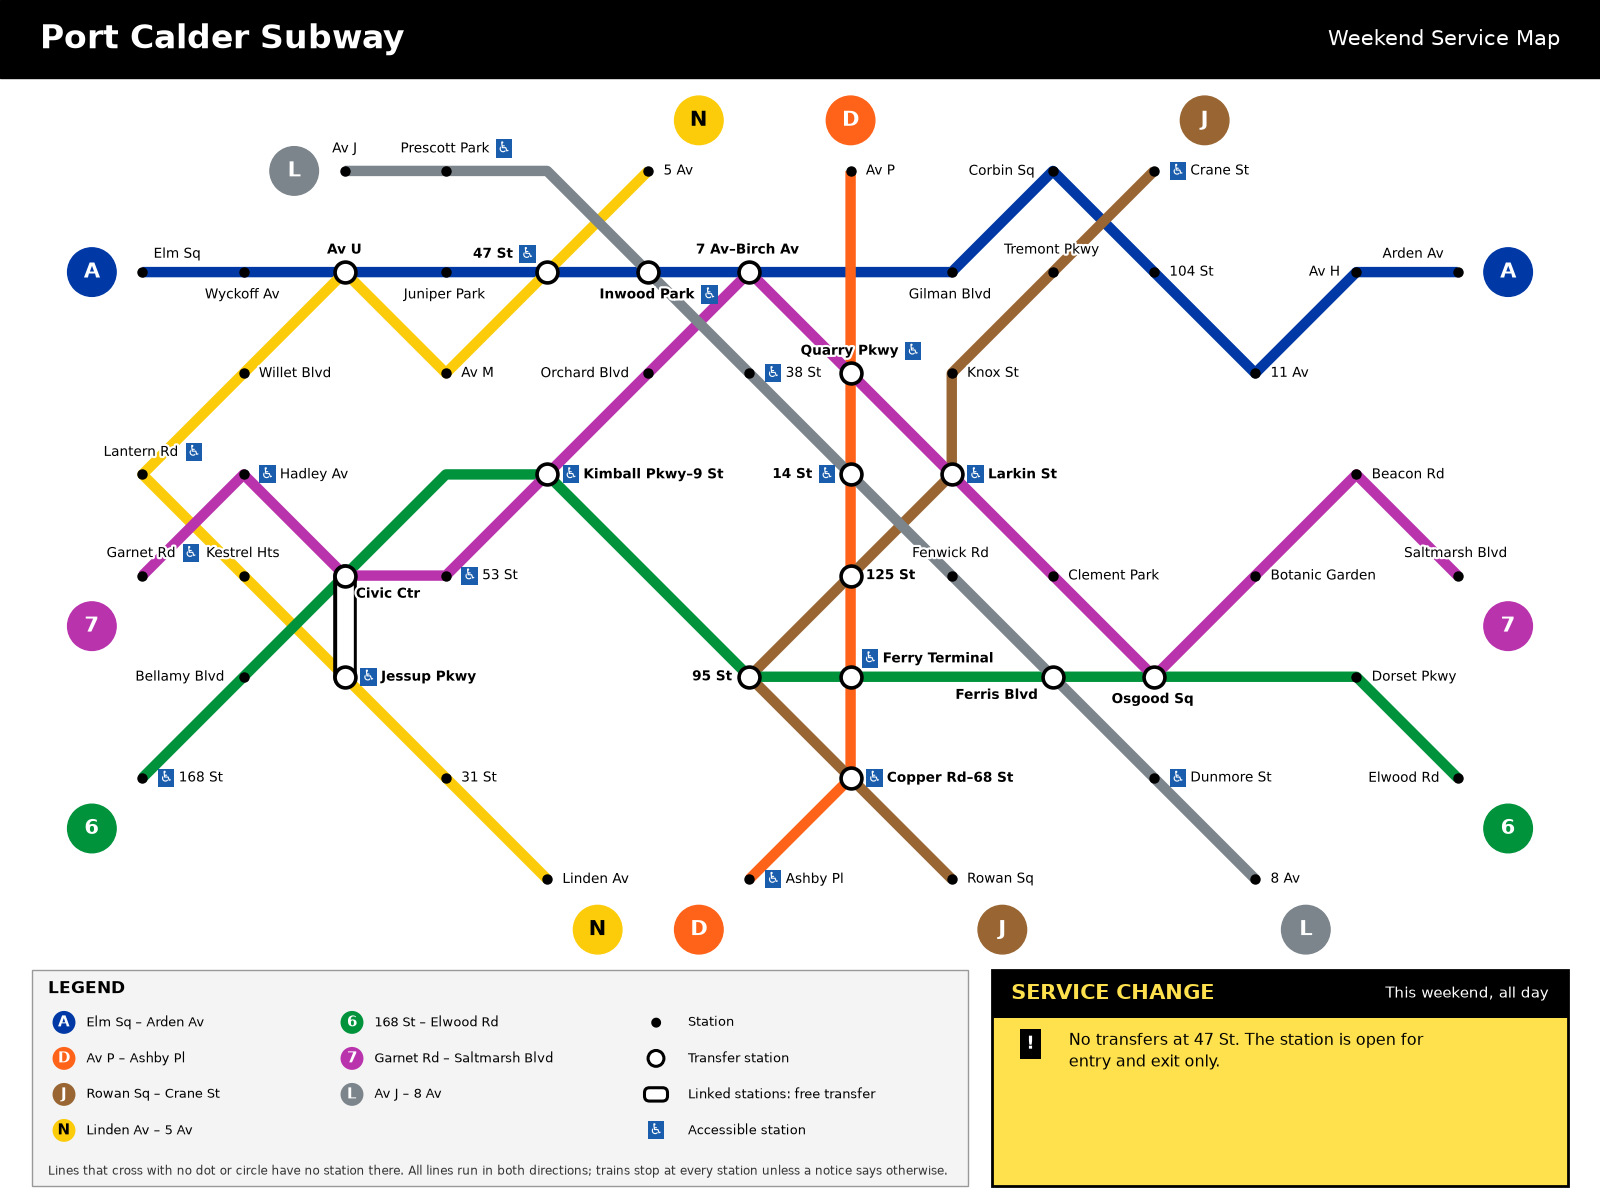 Port Calder Subway
Weekend Service Map
N
D
J
Av J
Prescott Park
L
5 Av
Av P
Corbin Sq
Crane St
Elm Sq
Av U
47 St
7 Av–Birch Av
Tremont Pkwy
Arden Av
A
104 St
Av H
A
Wyckoff Av
Juniper Park
Inwood Park
Gilman Blvd
Quarry Pkwy
Willet Blvd
Av M
Orchard Blvd
38 St
Knox St
11 Av
Lantern Rd
Hadley Av
Kimball Pkwy–9 St
14 St
Larkin St
Beacon Rd
Garnet Rd
Kestrel Hts
Fenwick Rd
Saltmarsh Blvd
53 St
125 St
Clement Park
Botanic Garden
Civic Ctr
7
7
Ferry Terminal
Bellamy Blvd
Jessup Pkwy
95 St
Dorset Pkwy
Ferris Blvd
Osgood Sq
168 St
31 St
Copper Rd–68 St
Dunmore St
Elwood Rd
6
6
Linden Av
Ashby Pl
Rowan Sq
8 Av
N
D
J
L
LEGEND
A Elm Sq – Arden Av
D Av P – Ashby Pl
J Rowan Sq – Crane St
N Linden Av – 5 Av
6 168 St – Elwood Rd
7 Garnet Rd – Saltmarsh Blvd
L Av J – 8 Av
Station
Transfer station
Linked stations: free transfer
Accessible station
Lines that cross with no dot or circle have no station there. All lines run in both directions; trains stop at every station unless a notice says otherwise.
SERVICE CHANGE
This weekend, all day
! No transfers at 47 St. The station is open for
entry and exit only.